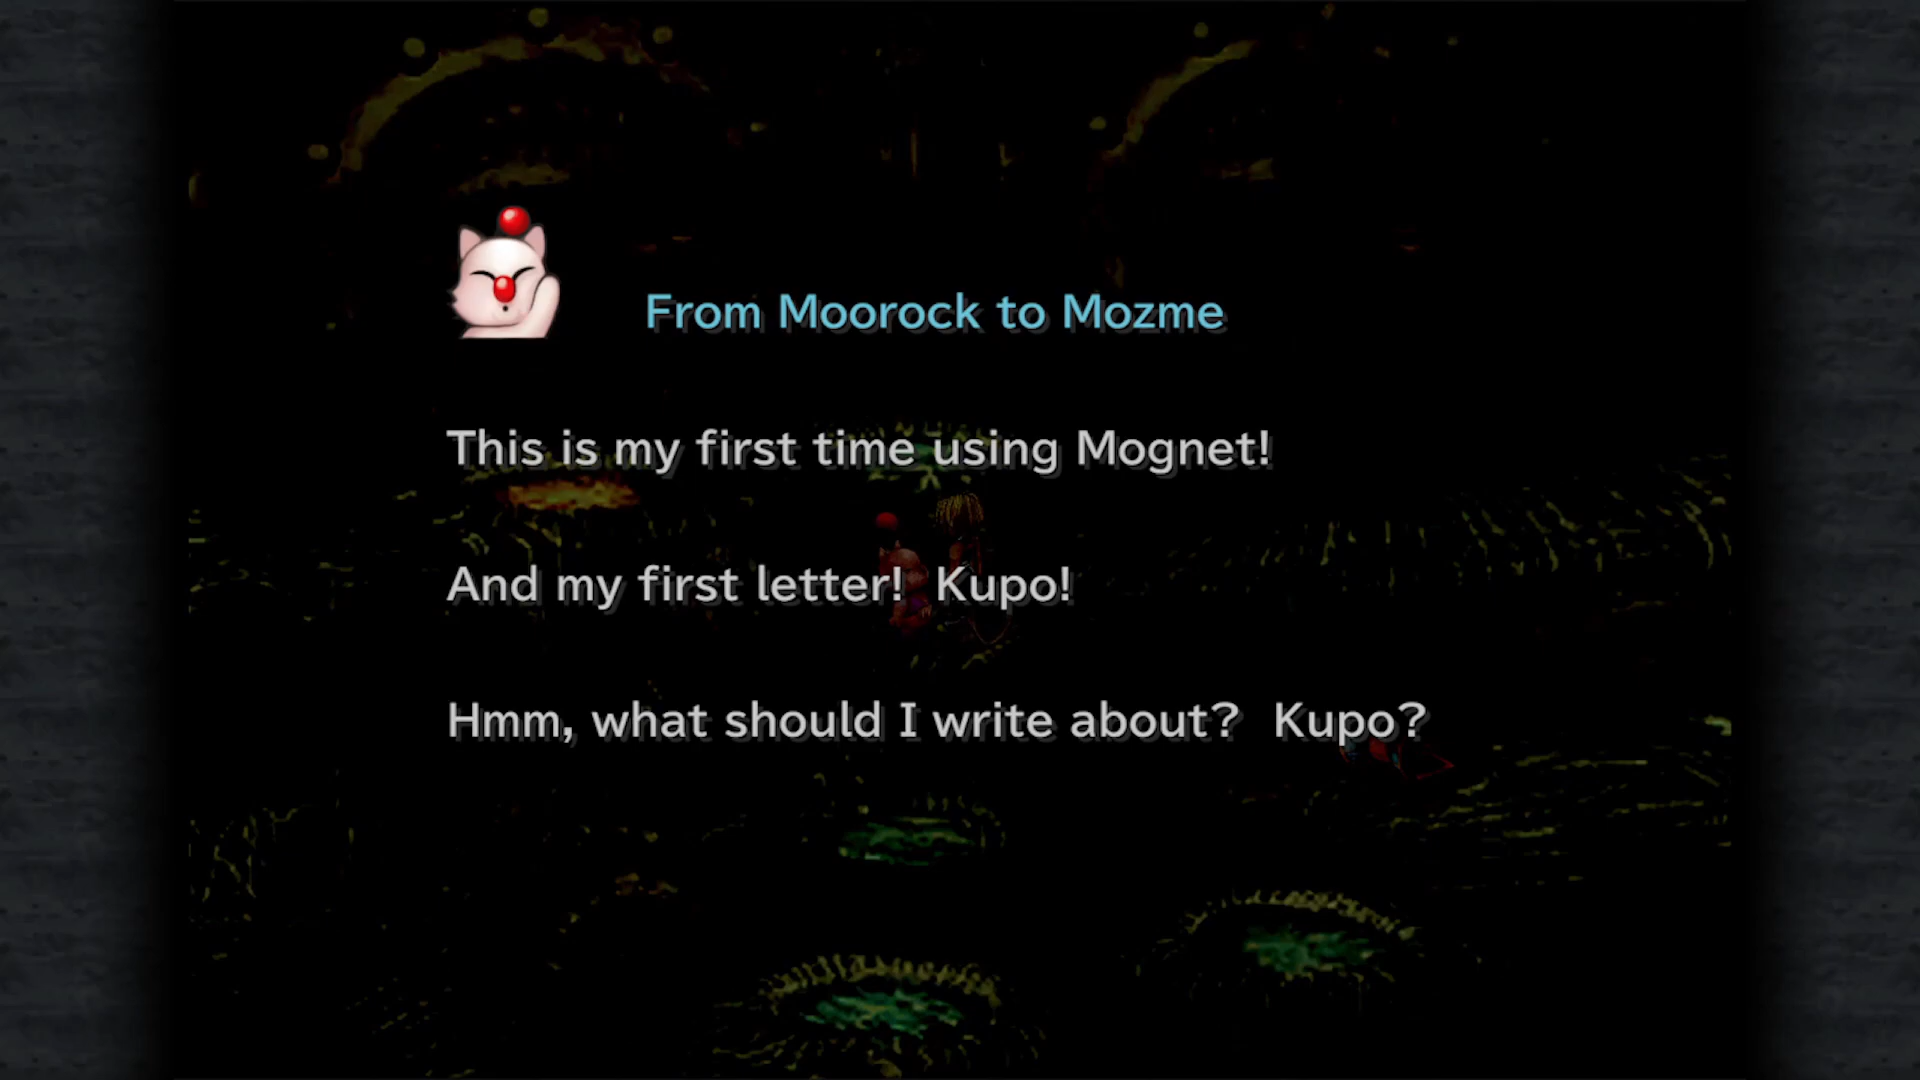 From Moorock to Mozme
This is my first time using Mognet!
And my first letter!  Kupo!
Hmm, what should I write about?  Kupo?